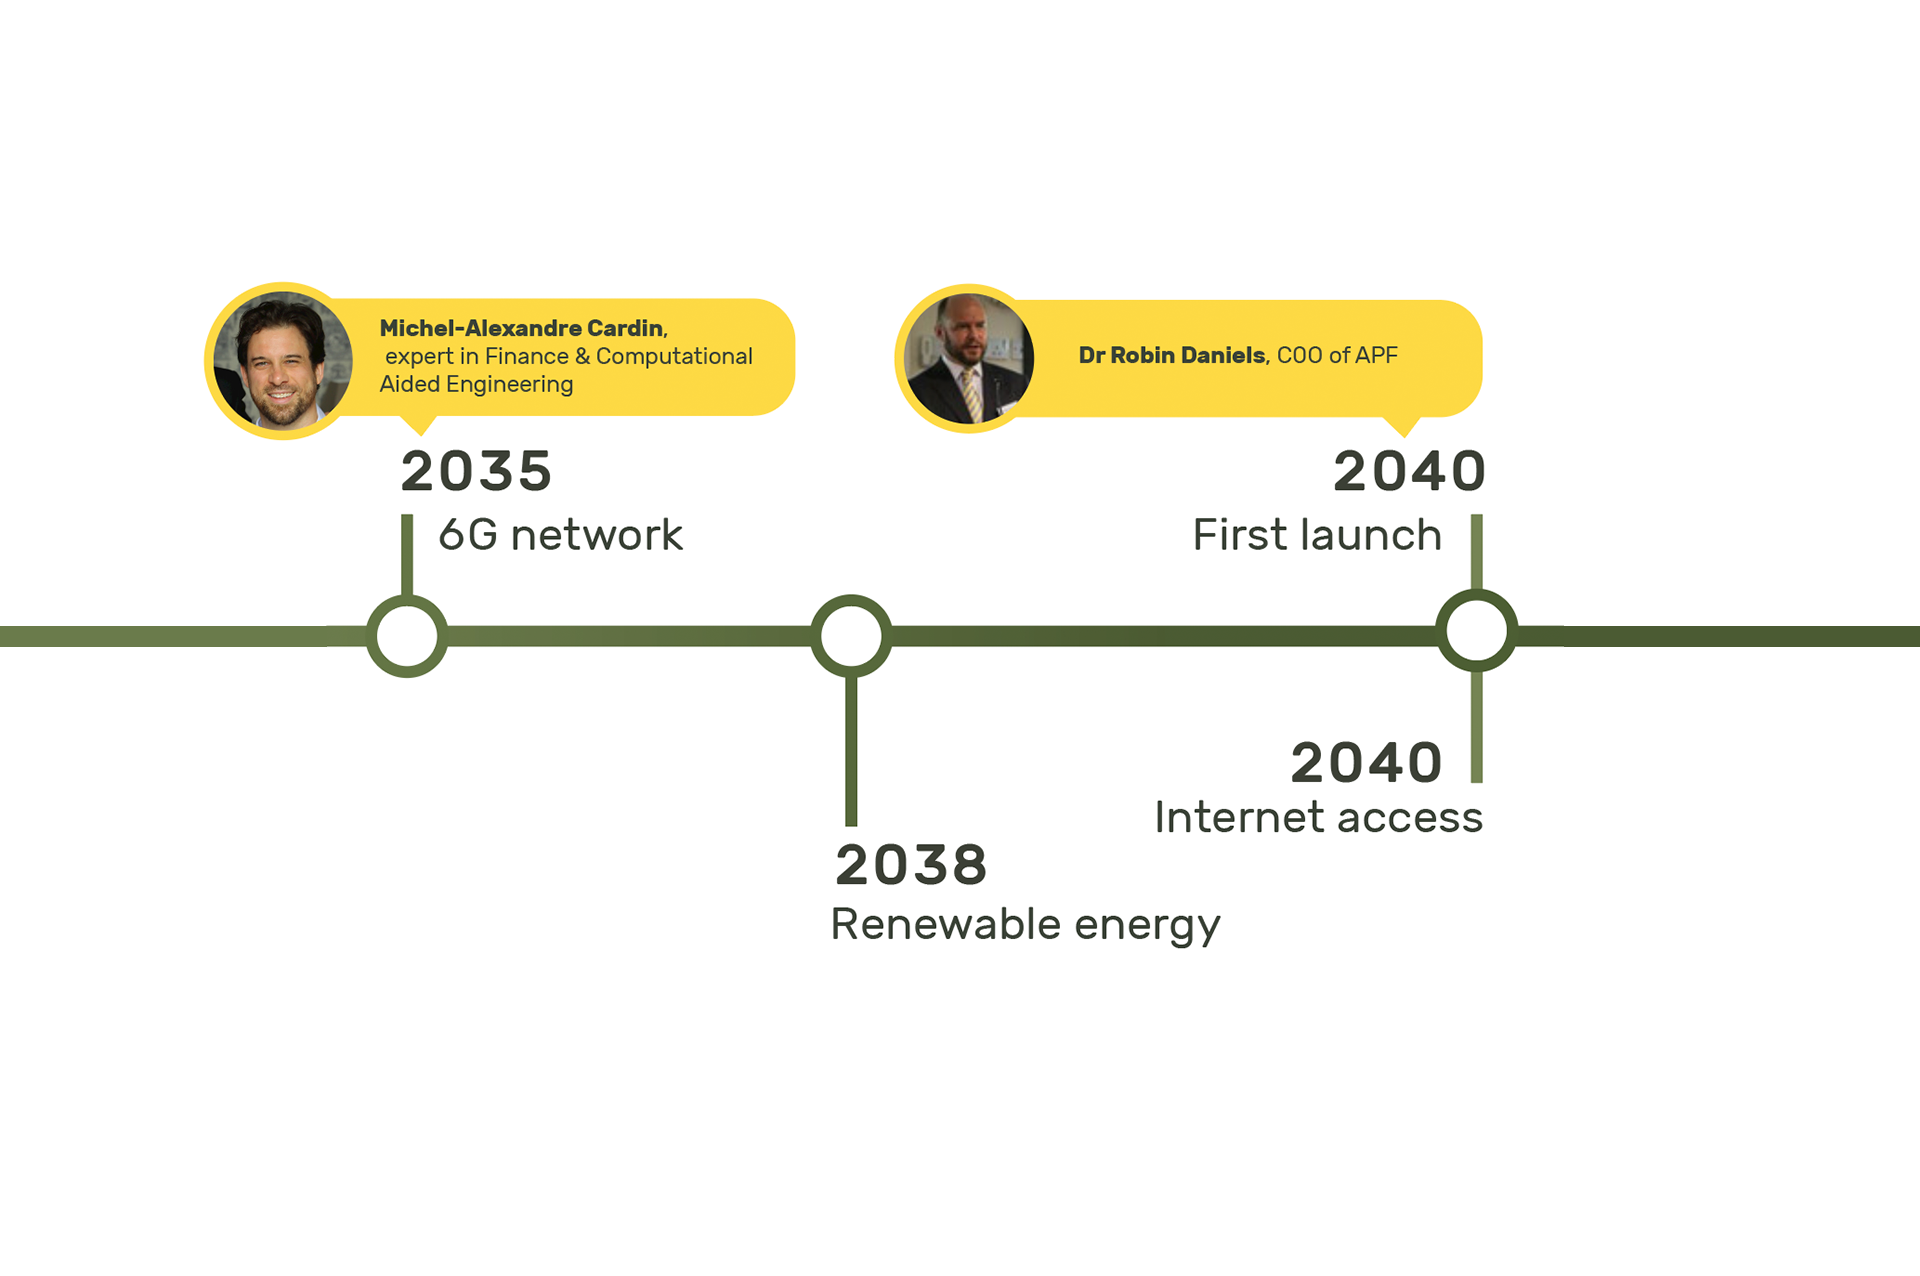 Michel-Alexandre Cardin,
expert in Finance & Computational
Aided Engineering
2035
6G network
Dr Robin Daniels, COO of APF
2040
First launch
2038
Renewable energy
2040
Internet access